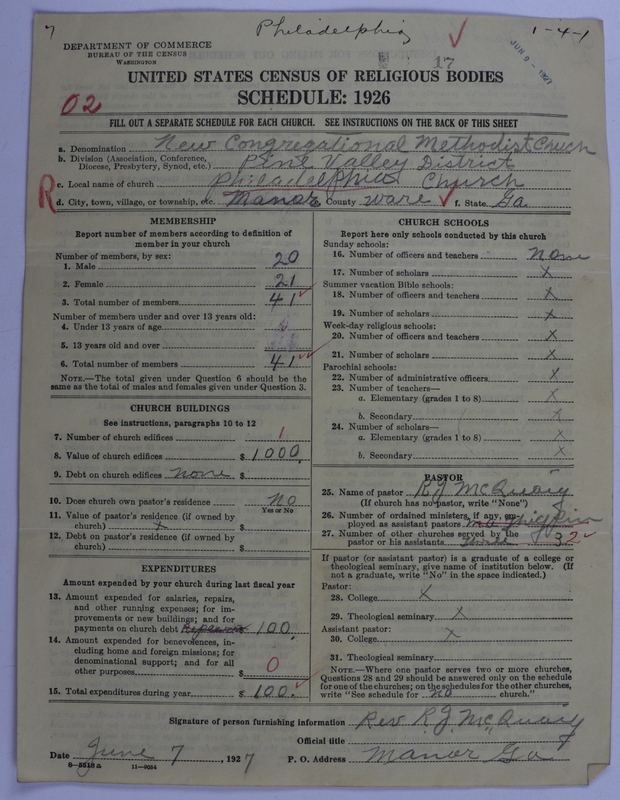 7 Philadelphia 1-4-1
DEPARTMENT OF COMMERCE
BUREAU OF THE CENSUS
WASHINGTON
JUN 9 - 1927
17
UNITED STATES CENSUS OF RELIGIOUS BODIES
SCHEDULE: 1926
02
FILL OUT A SEPARATE SCHEDULE FOR EACH CHURCH. SEE INSTRUCTIONS ON THE BACK OF THIS SHEET
a. Denomination New Congregational Methodist Church
b. Division (Association, Conference, Diocese, Presbytery, Synod, etc.) Pine Valley District
c. Local name of church Philadelphia Church
R
d. City, town, village, or township, etc. Manor e. County Ware f. State Ga.
MEMBERSHIP
Report number of members according to definition of
member in your church
Number of members, by sex:
1. Male 20
2. Female 21
3. Total number of members 41
Number of members under and over 13 years old:
4. Under 13 years of age
5. 13 years old and over
6. Total number of members 41
NOTE.—The total given under Question 6 should be
the same as the total of males and females given under Question 3.
CHURCH BUILDINGS
See instructions, paragraphs 10 to 12
7. Number of church edifices 1
8. Value of church edifices $ 1000
9. Debt on church edifices none $
10. Does church own pastor's residence No
Yes or No
11. Value of pastor's residence (if owned by
church) x $
12. Debt on pastor's residence (if owned by
church) $
EXPENDITURES
Amount expended by your church during last fiscal year
13. Amount expended for salaries, repairs,
and other running expenses; for im-
provements or new buildings; and for
payments on church debt 100.
14. Amount expended for benevolences, in-
cluding home and foreign missions; for
denominational support; and for all
other purposes $ 0
15. Total expenditures during year $ 100.
CHURCH SCHOOLS
Report here only schools conducted by this church
Sunday schools:
16. Number of officers and teachers none
17. Number of scholars x
Summer vacation Bible schools:
18. Number of officers and teachers x
19. Number of scholars x
Week-day religious schools:
20. Number of officers and teachers x
21. Number of scholars x
Parochial schools:
22. Number of administrative officers x
23. Number of teachers—
a. Elementary (grades 1 to 8) x
b. Secondary x
24. Number of scholars—
a. Elementary (grades 1 to 8) x
b. Secondary x
PASTOR
25. Name of pastor R J McQuaig
(If church has no pastor, write "None")
26. Number of ordained ministers, if any, em-
ployed as assistant pastors
27. Number of other churches served by the
pastor or his assistants 32
If pastor (or assistant pastor) is a graduate of a college or
theological seminary, give name of institution below. (If
not a graduate, write "No" in the space indicated.)
Pastor:
28. College x
29. Theological seminary x
Assistant pastor:
30. College x
31. Theological seminary
NOTE.—Where one pastor serves two or more churches,
Questions 28 and 29 should be answered only on the schedule
for one of the churches; on the schedules for the other churches,
write "See schedule for no church."
Signature of person furnishing information Rev R. J. McQuaig
Official title
Date June 7, 1927 P. O. Address Manor Ga
8-5518a 11-9034